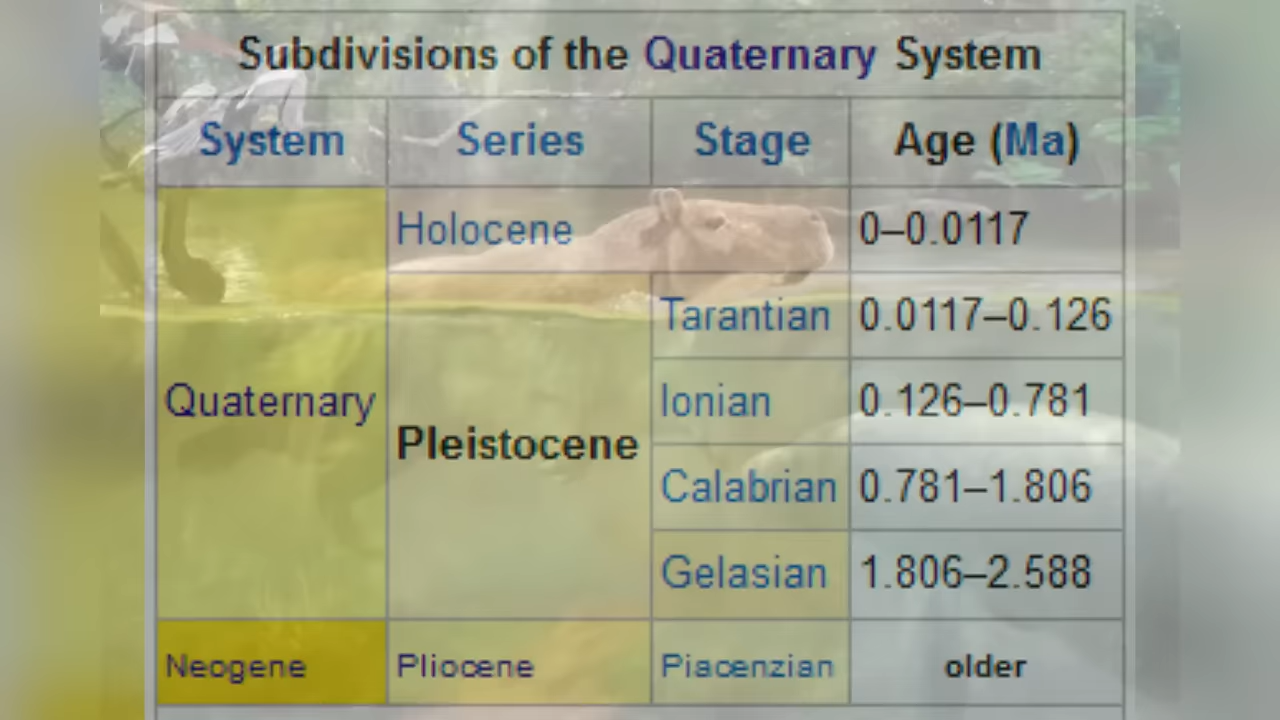 Subdivisions of the Quaternary System
System Series Stage Age (Ma)
Quaternary Holocene 0–0.0117
Pleistocene Tarantian 0.0117–0.126
Ionian 0.126–0.781
Calabrian 0.781–1.806
Gelasian 1.806–2.588
Neogene Pliocene Piacenzian older